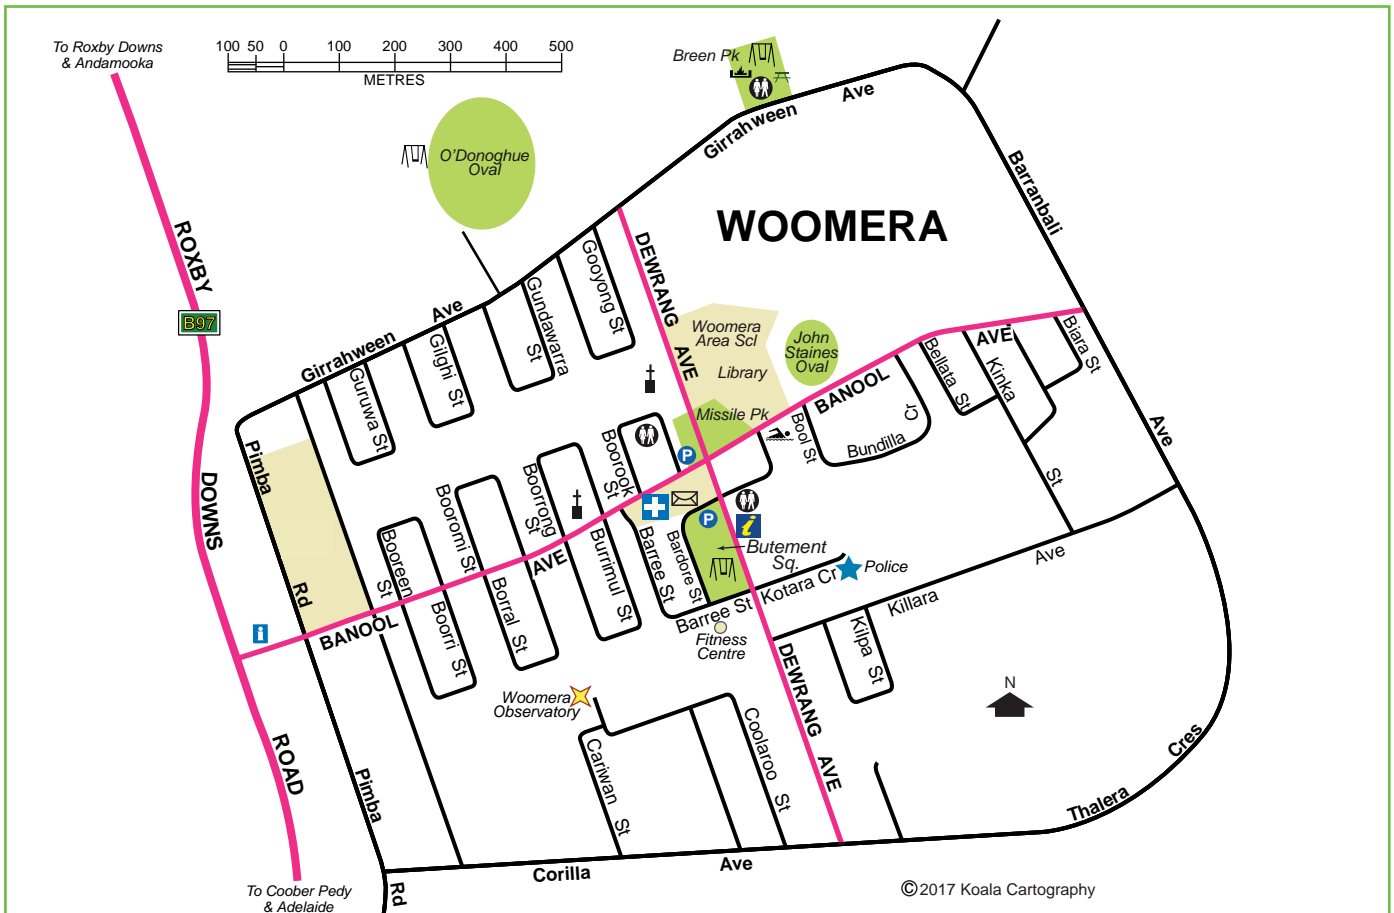 To Roxby Downs
& Andamooka
100 50 0 100 200 300 400 500
METRES
Breen Pk
Girrahween Ave
O'Donoghue
Oval
Barranbali
Ave
WOOMERA
ROXBY
B97
DOWNS
ROAD
DEWRANG
AVE
Gooyong St
Gundawarra
St
Girrahween
Ave
Gilghi St
Guruwa St
Woomera
Area Scl
Library
John
Staines
Oval
Missile Pk
P
BANOOL
AVE
Biara St
Kinka
St
Bellata St
Bundilla
Cr
Bool St
Pimba
Rd
Boorook
St
Boorrong
St
Booromi St
Booreen
St
BANOOL
AVE
Boorri St
Borral St
Burrimul St
Barree St
Bardore St
P
i
Butement
Sq.
Barree St
Kotara Cr
Police
Fitness
Centre
Killara
Ave
Kilpa St
i
Woomera
Observatory
Cariwan
St
Coolaroo
St
DEWRANG
AVE
N
Pimba
Rd
Corilla
Ave
Thalera
Cres
To Coober Pedy
& Adelaide
©2017 Koala Cartography